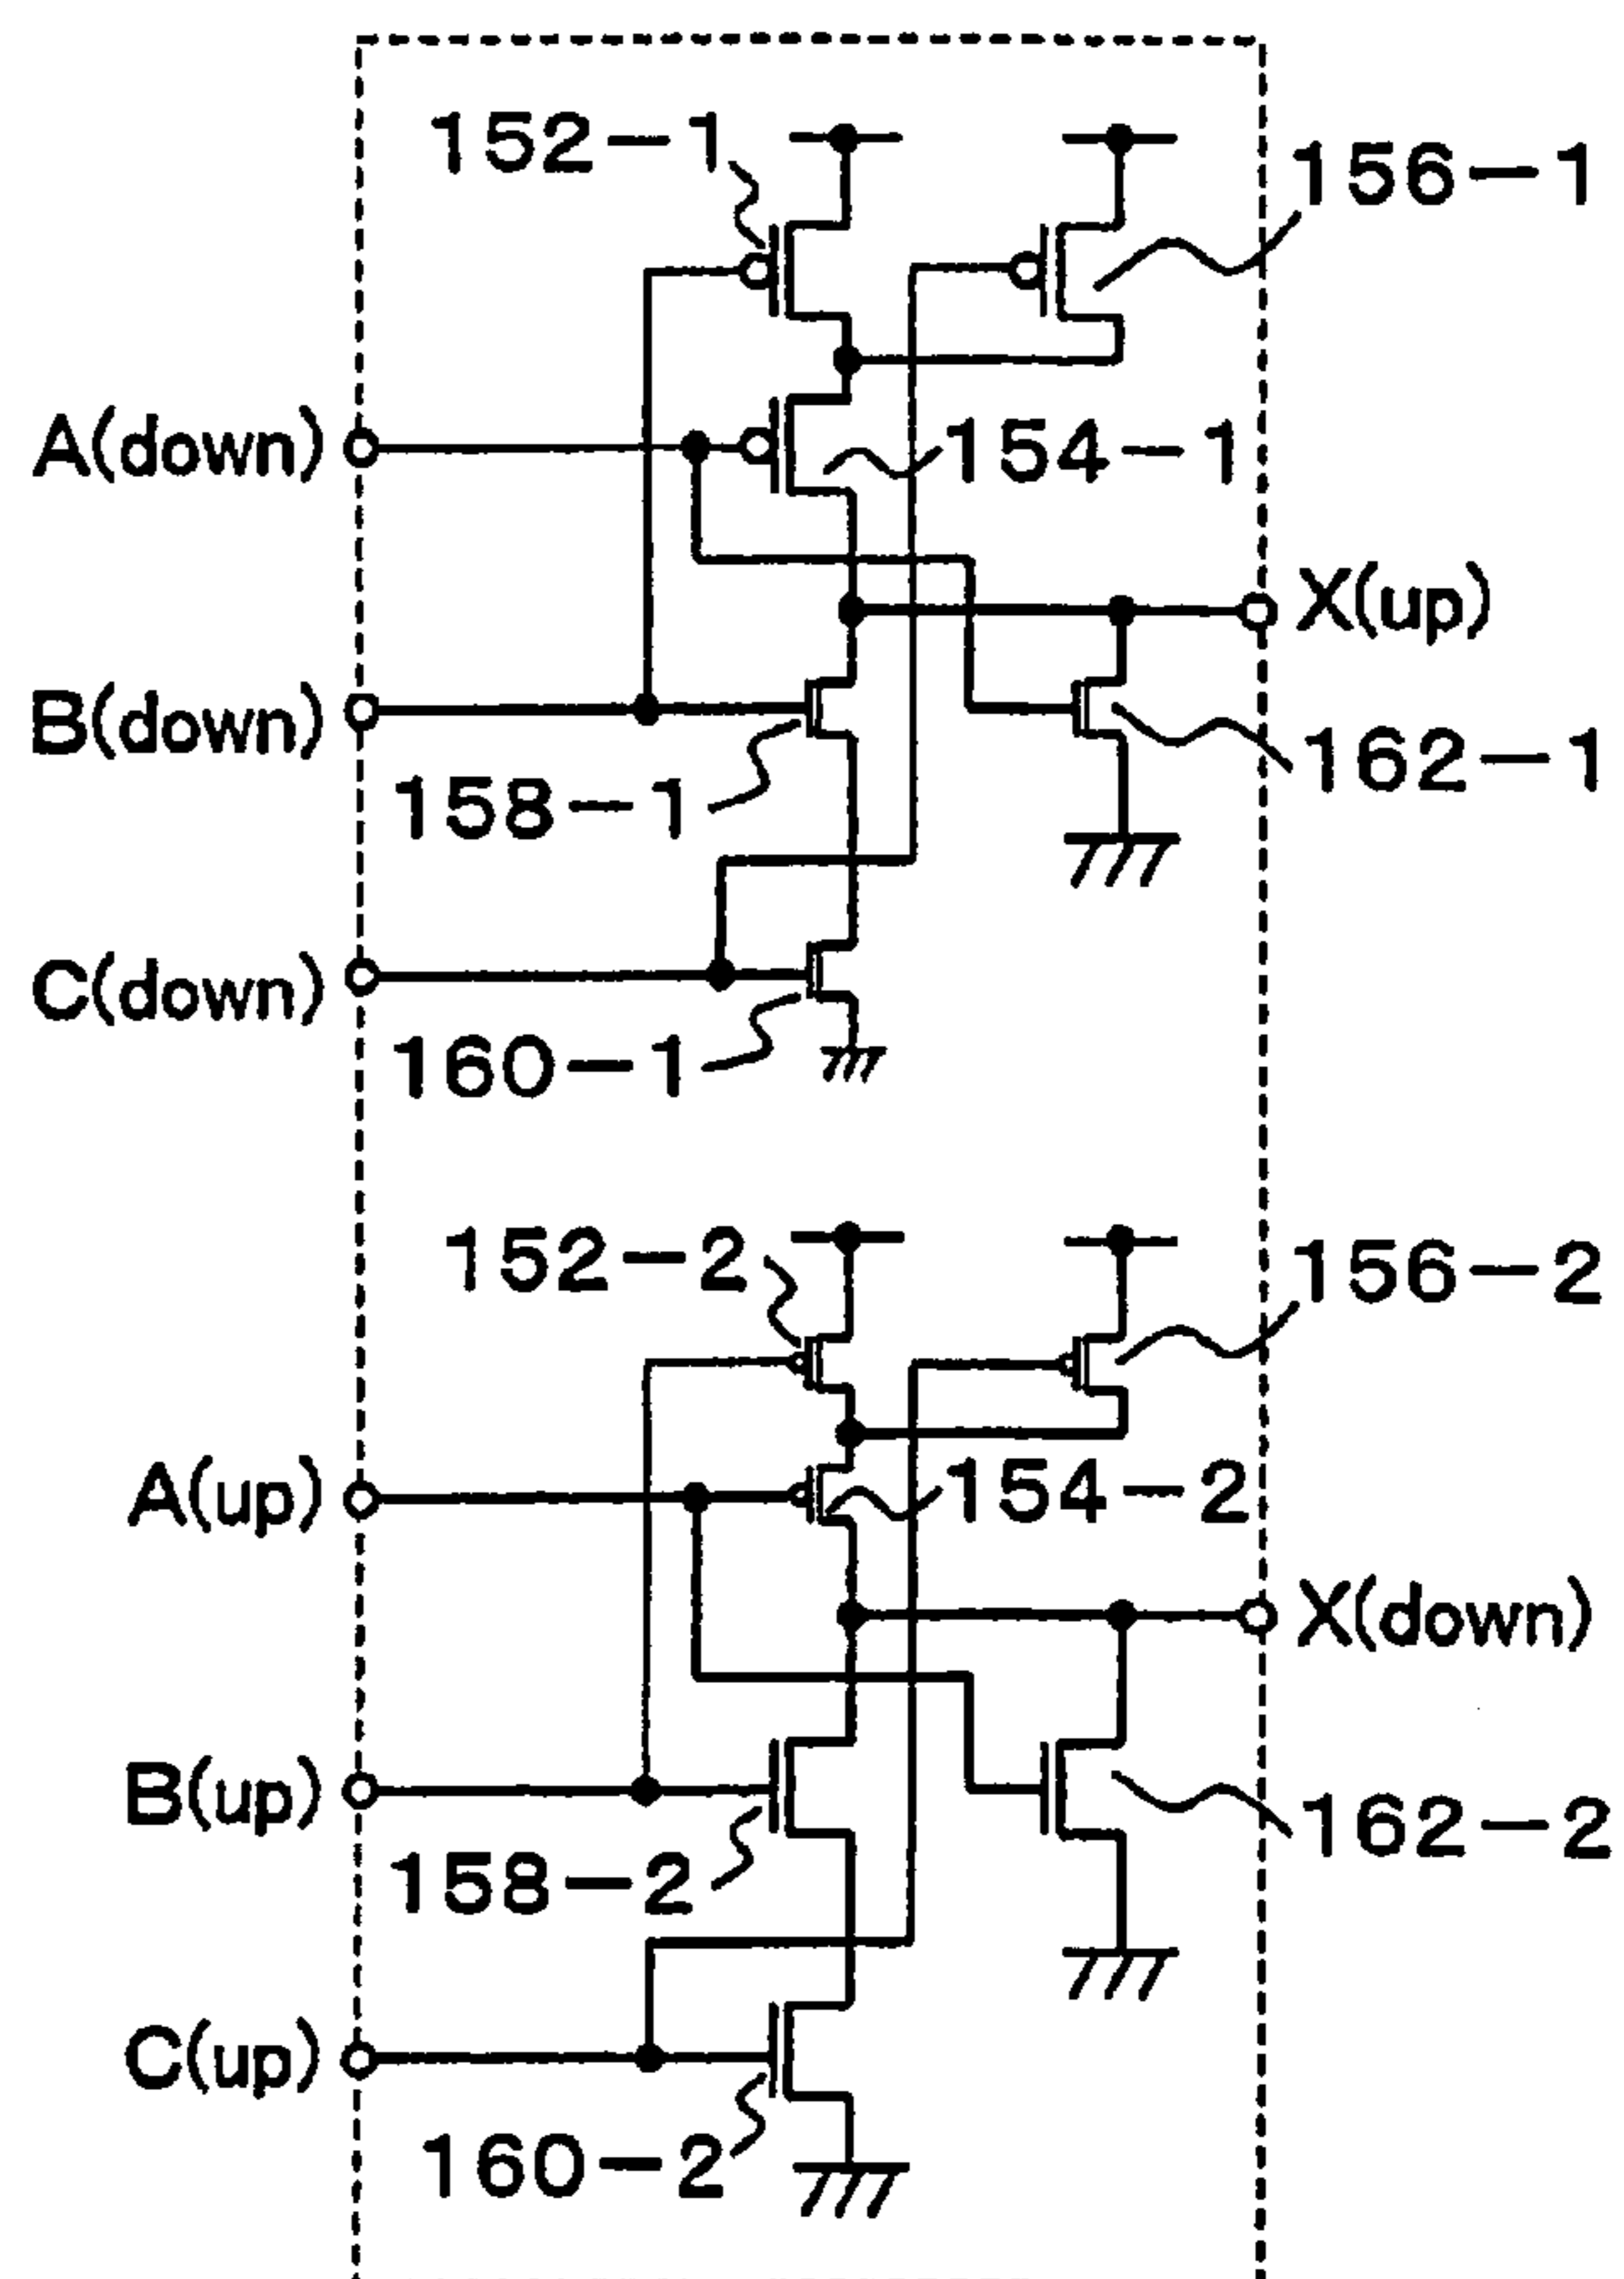 152-1
156-1
A(down)
154-1
X(up)
B(down)
162-1
158-1
C(down)
160-1
152-2
156-2
A(up)
154-2
X(down)
B(up)
162-2
158-2
C(up)
160-2